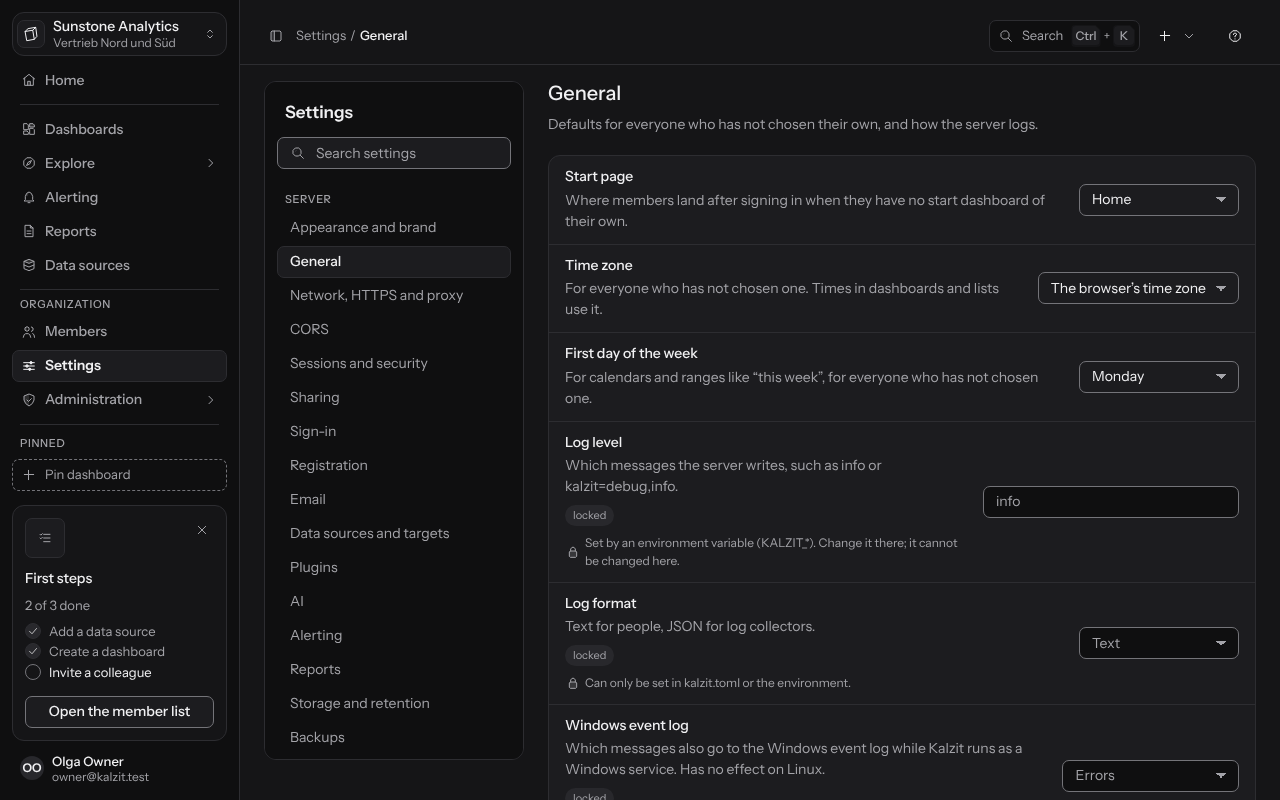 Sunstone Analytics
Vertrieb Nord und Süd
Home
Dashboards
Explore
Alerting
Reports
Data sources
ORGANIZATION
Members
Settings
Administration
PINNED
Pin dashboard
First steps
2 of 3 done
Add a data source
Create a dashboard
Invite a colleague
Open the member list
OO
Olga Owner
owner@kalzit.test
Settings / General
Search Ctrl + K
Settings
Search settings
SERVER
Appearance and brand
General
Network, HTTPS and proxy
CORS
Sessions and security
Sharing
Sign-in
Registration
Email
Data sources and targets
Plugins
AI
Alerting
Reports
Storage and retention
Backups
General
Defaults for everyone who has not chosen their own, and how the server logs.
Start page
Where members land after signing in when they have no start dashboard of
their own.
Home
Time zone
For everyone who has not chosen one. Times in dashboards and lists
use it.
The browser's time zone
First day of the week
For calendars and ranges like “this week”, for everyone who has not chosen
one.
Monday
Log level
Which messages the server writes, such as info or
kalzit=debug,info.
locked
Set by an environment variable (KALZIT_*). Change it there; it cannot
be changed here.
info
Log format
Text for people, JSON for log collectors.
locked
Can only be set in kalzit.toml or the environment.
Text
Windows event log
Which messages also go to the Windows event log while Kalzit runs as a
Windows service. Has no effect on Linux.
locked
Errors